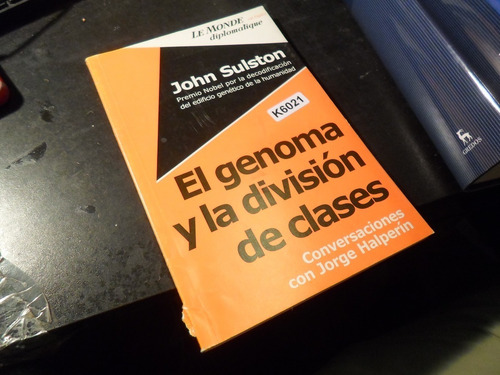 LE MONDE
diplomatique
John Sulston
Premio Nobel por la decodificación
del edificio genético de la humanidad
K6021
El genoma
y la división
de clases
Conversaciones
con Jorge Halperín
GREDOS